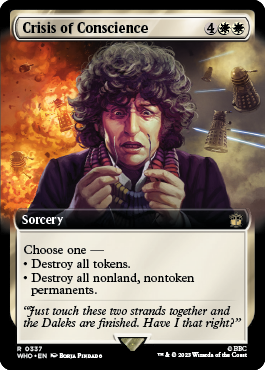 Crisis of Conscience 4
Sorcery
Choose one —
• Destroy all tokens.
• Destroy all nonland, nontoken
permanents.
“Just touch these two strands together and
the Daleks are finished. Have I that right?”
R 0337 © BBC
WHO • EN Borja Pindado ™ & © 2023 Wizards of the Coast